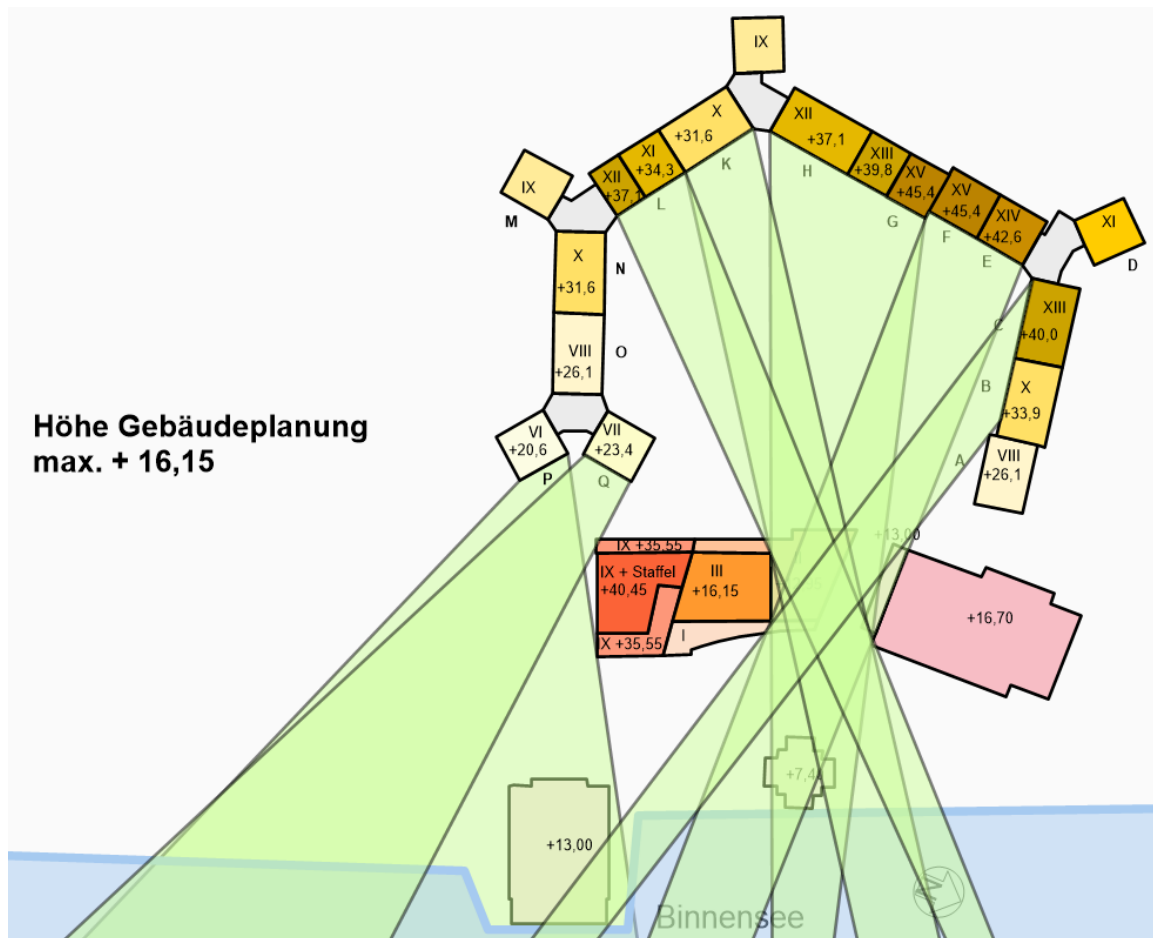 IX
X
+31,6
K
XII
+37,1
H
XI
+34,3
L
XII
+37,1
XIII
+39,8
XV
+45,4
G
XV
+45,4
F
XIV
+42,6
E
IX
M
XI
D
X
+31,6
N
XIII
+40,0
C
VIII
+26,1
O
X
+33,9
B
Höhe Gebäudeplanung
max. + 16,15
VI
+20,6
P
VII
+23,4
Q
A
VIII
+26,1
IX +35,55
+13,00
IX + Staffel
+40,45
III
+16,15
I
IX +35,55
+16,70
+13,00
N
Binnensee